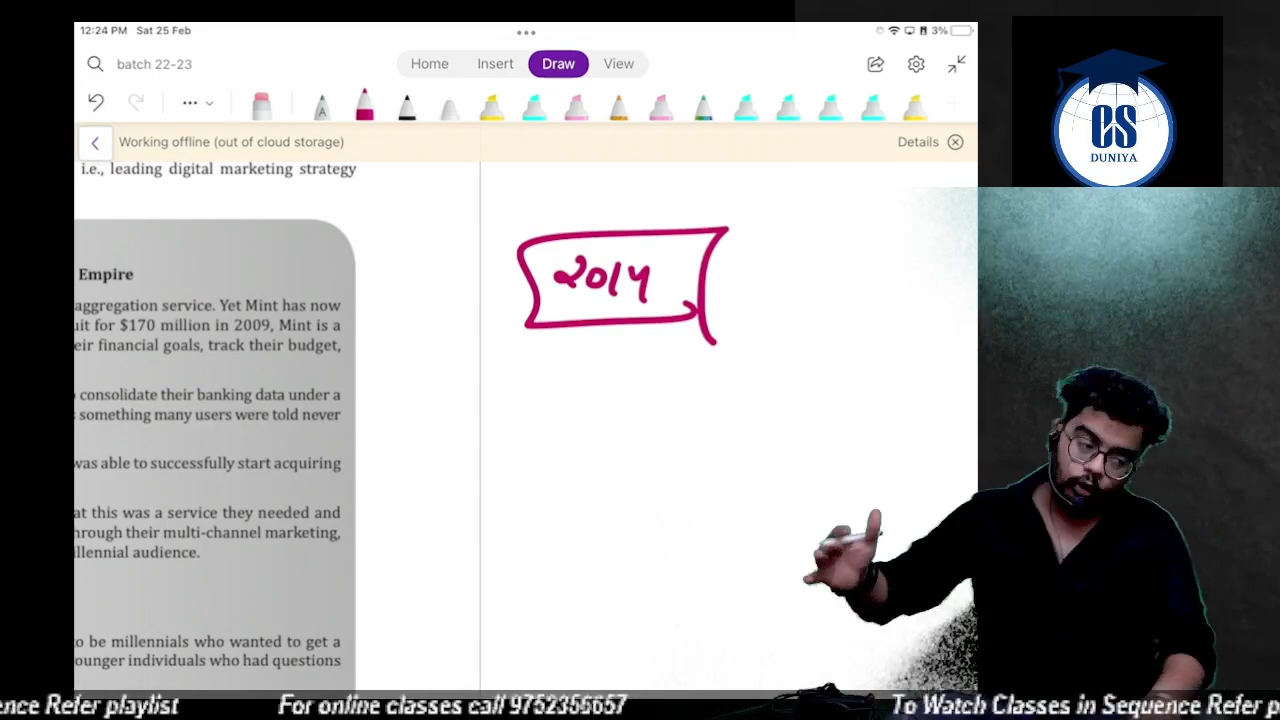 12:24 PM Sat 25 Feb
3%
batch 22-23
Home Insert Draw View
A
Working offline (out of cloud storage)
Details
i.e., leading digital marketing strategy
Empire
aggregation service. Yet Mint has now
uit for $170 million in 2009, Mint is a
eir financial goals, track their budget,
consolidate their banking data under a
something many users were told never
was able to successfully start acquiring
at this was a service they needed and
hrough their multi-channel marketing,
illennial audience.
o be millennials who wanted to get a
ounger individuals who had questions
CS
DUNIYA
ence Refer playlist For online classes call 9752356657 To Watch Classes in Sequence Refer p